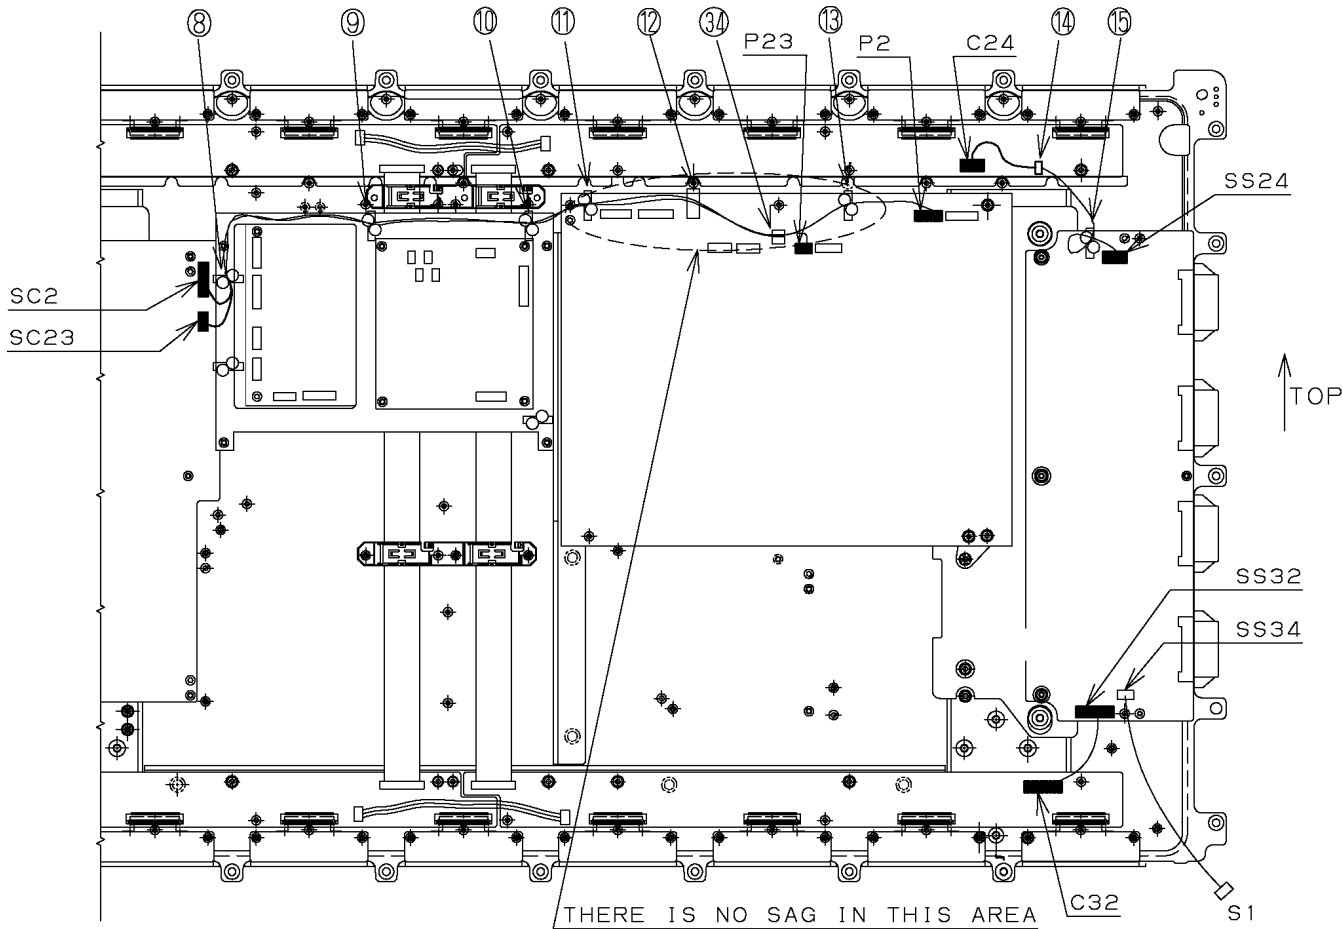 ⑧ ⑨ ⑩ ⑪ ⑫ ㉞ ⑬ ⑭ ⑮
P23 P2 C24
SS24
SC2
SC23
TOP
SS32
SS34
THERE IS NO SAG IN THIS AREA
C32
S1